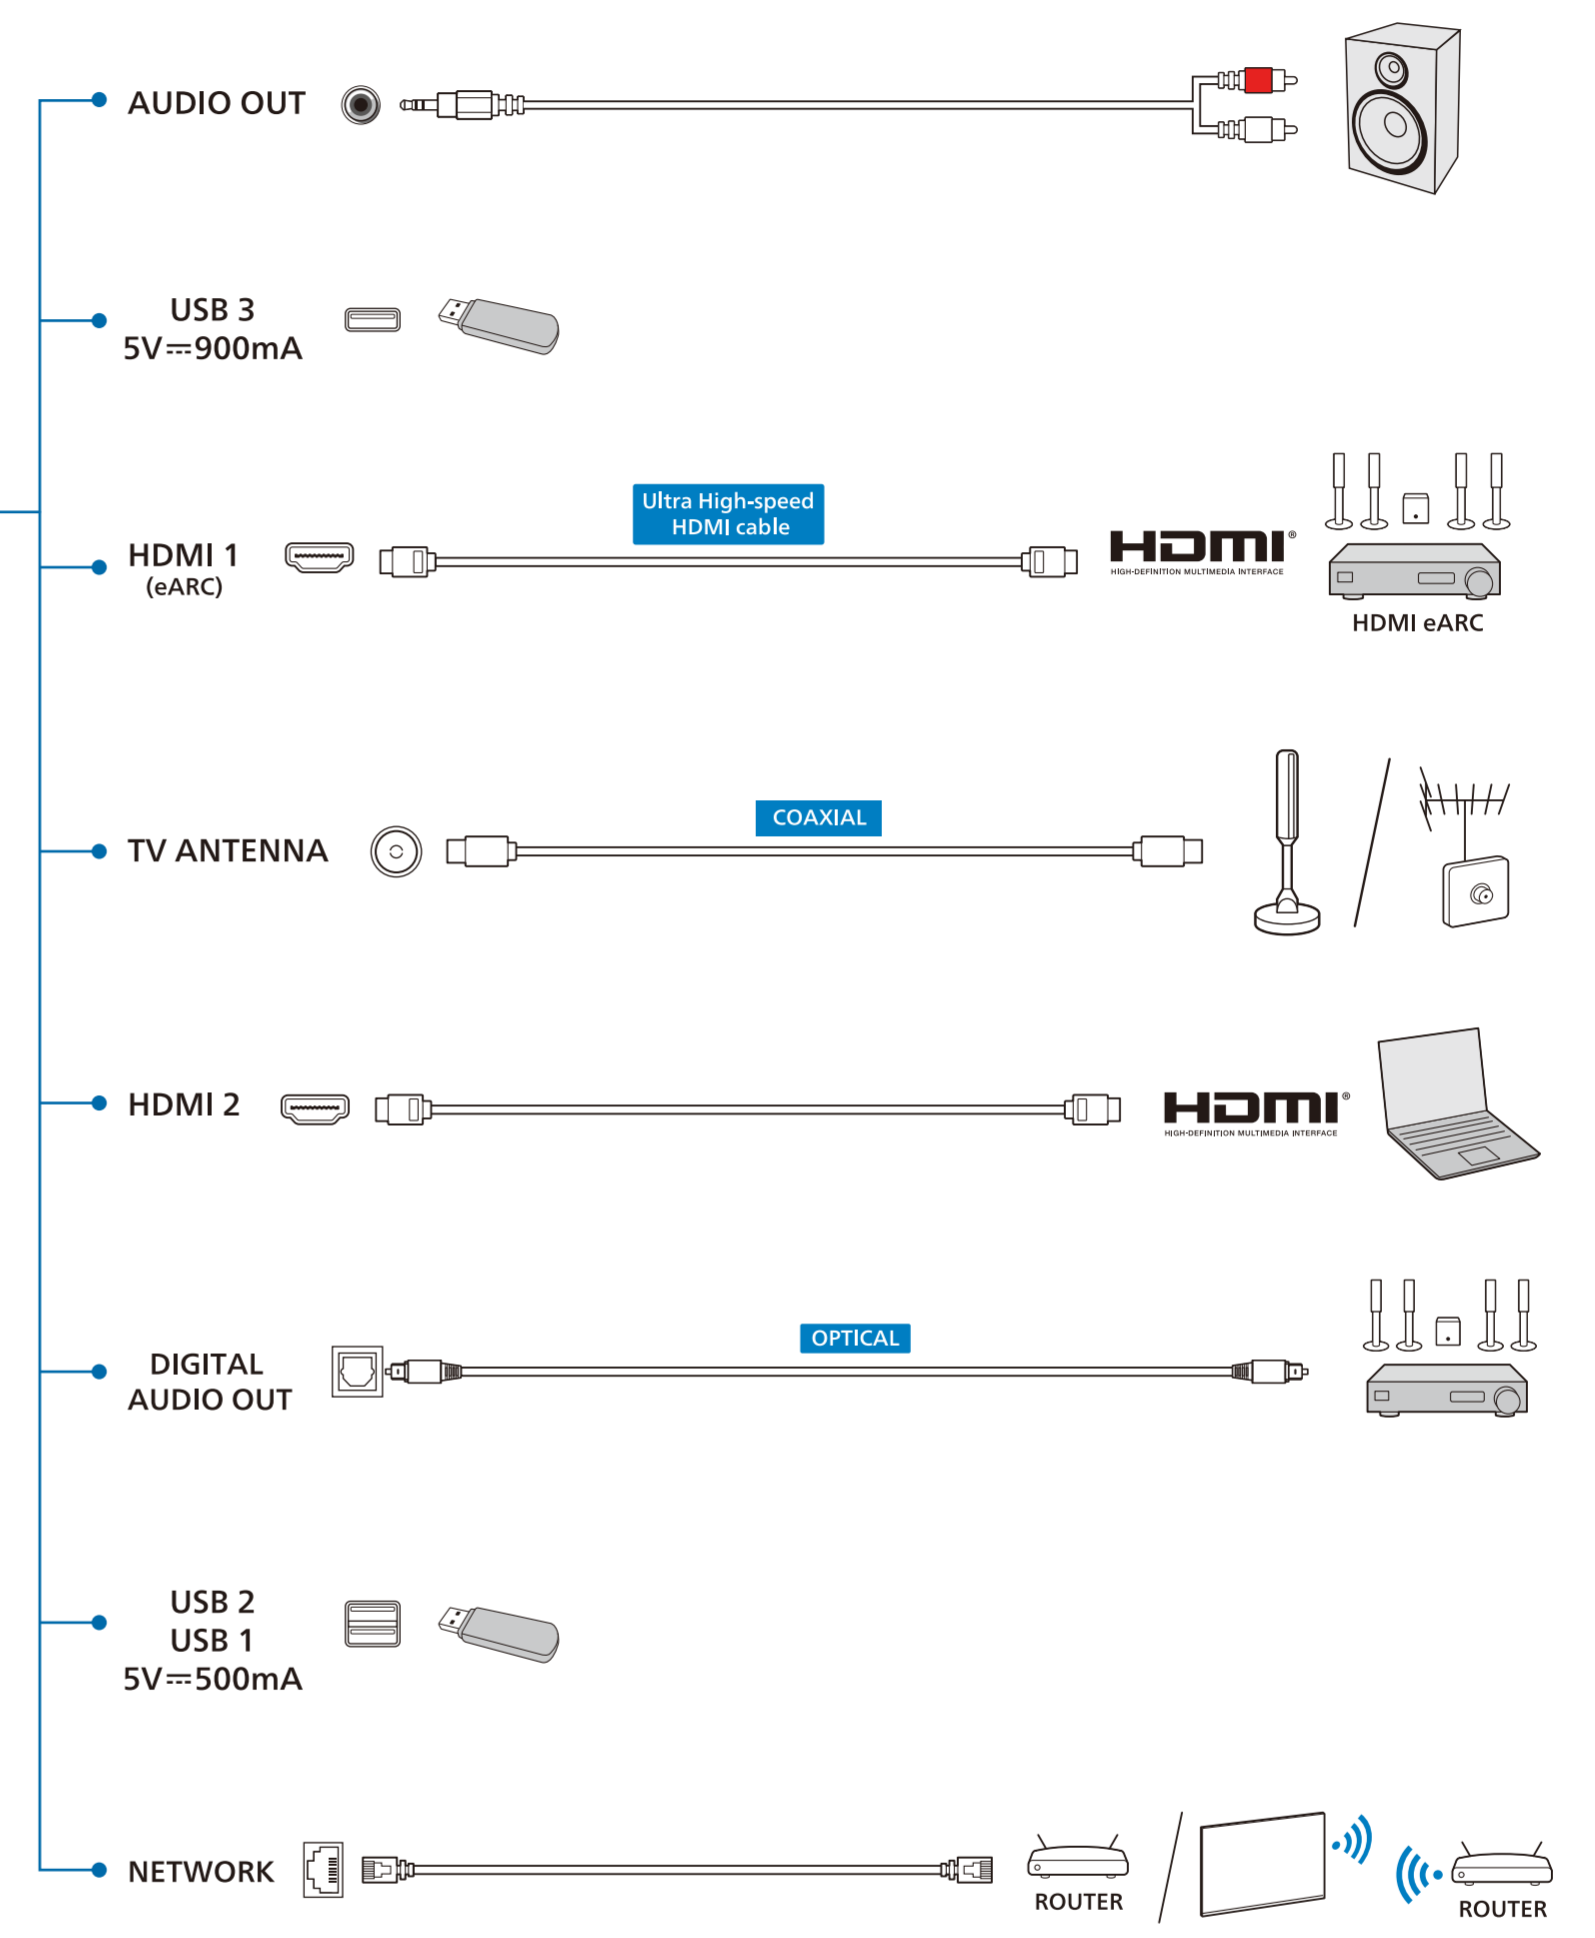 AUDIO OUT
USB 3
5V⎓900mA
Ultra High-speed
HDMI cable
HDMI 1
(eARC)
HDMI®
HIGH-DEFINITION MULTIMEDIA INTERFACE
HDMI eARC
COAXIAL
TV ANTENNA
HDMI 2
HDMI®
HIGH-DEFINITION MULTIMEDIA INTERFACE
OPTICAL
DIGITAL
AUDIO OUT
USB 2
USB 1
5V⎓500mA
NETWORK
ROUTER
ROUTER